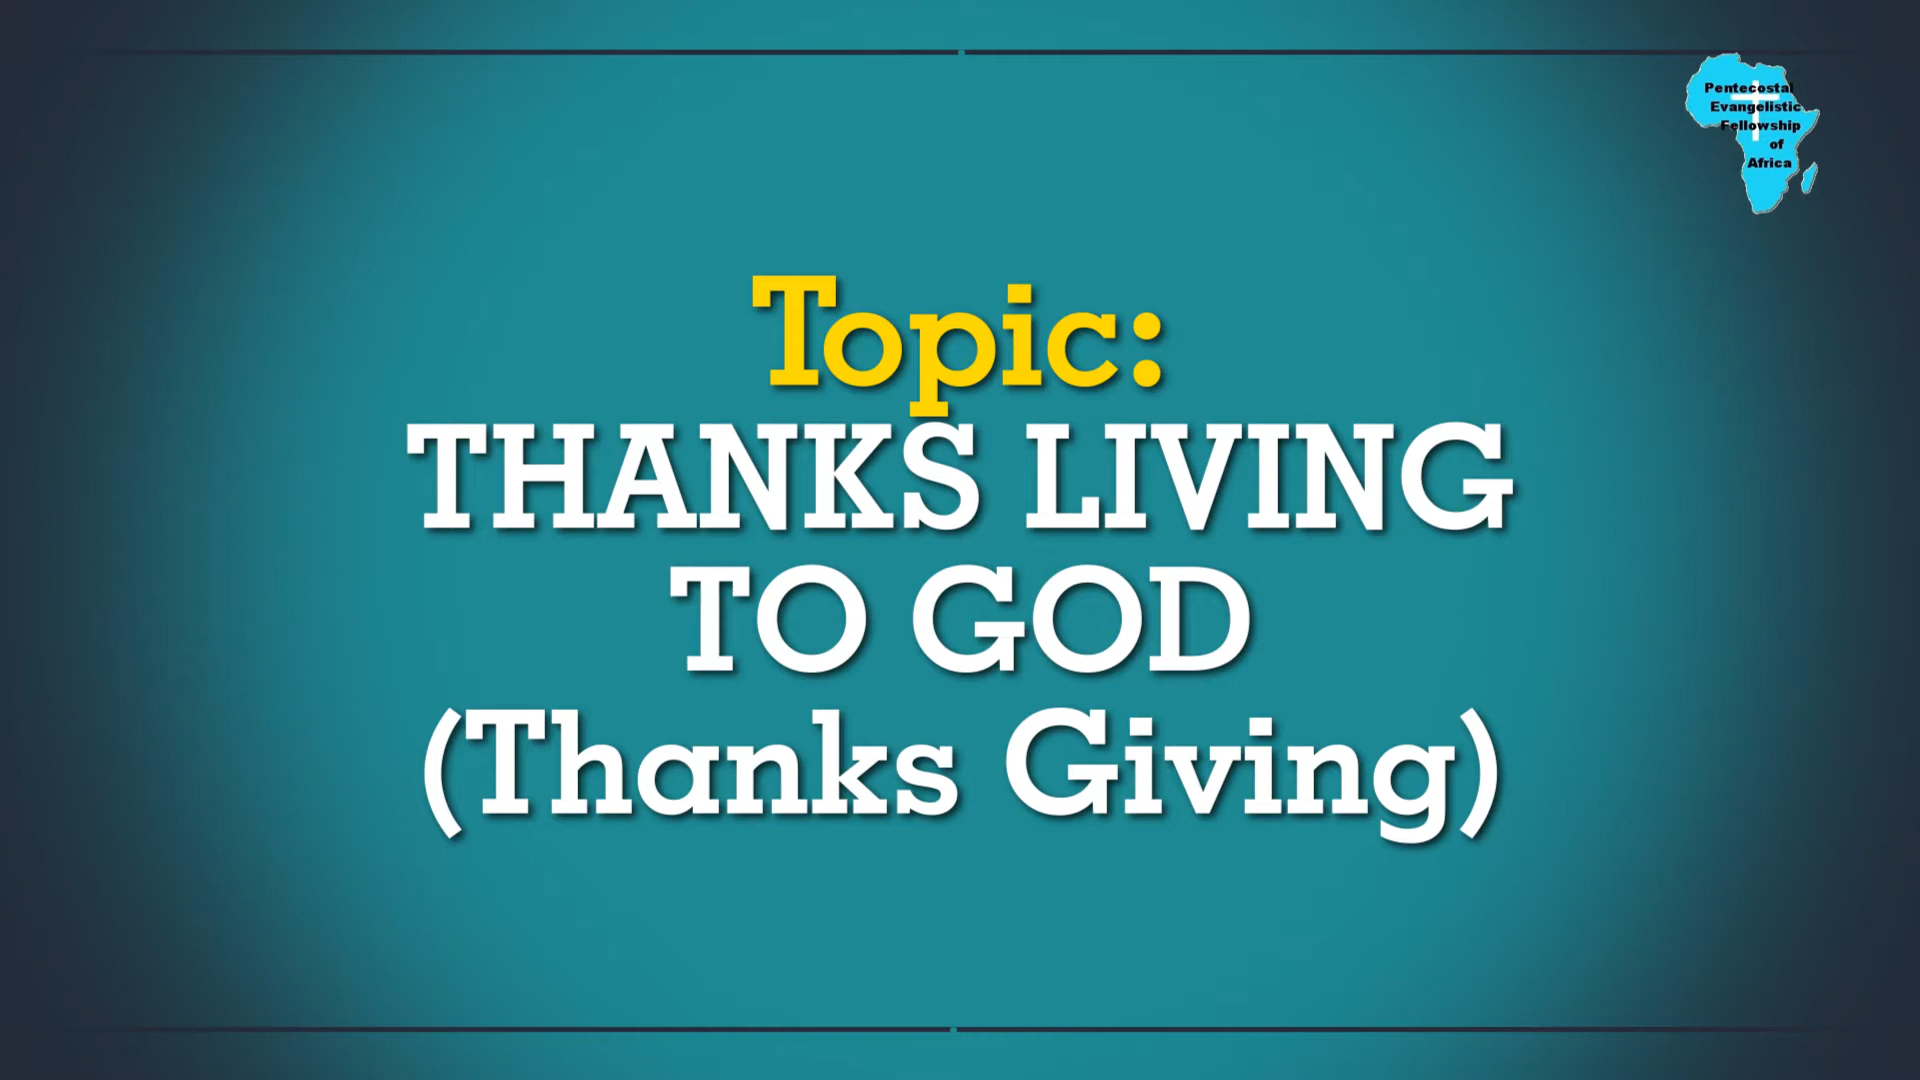 Pentecostal
Evangelistic
Fellowship
of
Africa
Topic:
THANKS LIVING
TO GOD
(Thanks Giving)